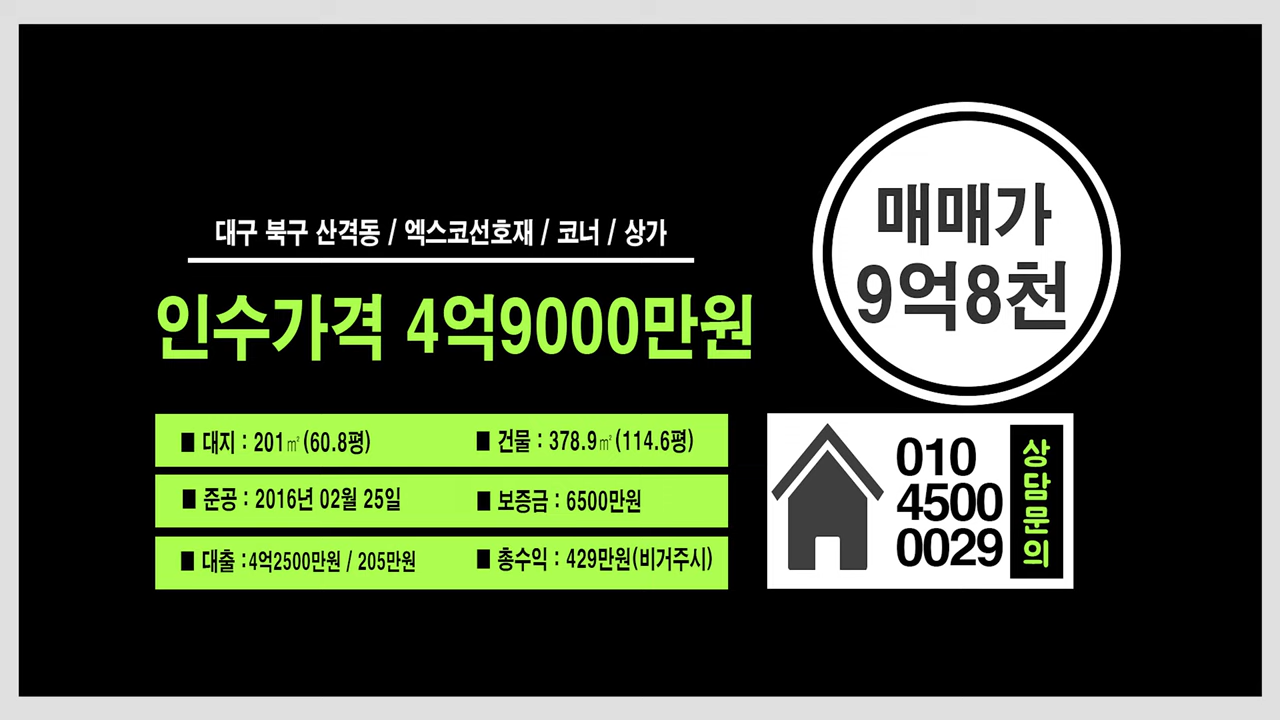 대구 북구 산격동 / 엑스코선호재 / 코너 / 상가
인수가격 4억9000만원
매매가
9억8천
■ 대지 : 201㎡(60.8평)
■ 건물 : 378.9㎡(114.6평)
■ 준공 : 2016년 02월 25일
■ 보증금 : 6500만원
■ 대출 :4억2500만원 / 205만원
■ 총수익 : 429만원(비거주시)
010
4500
0029
상담문의